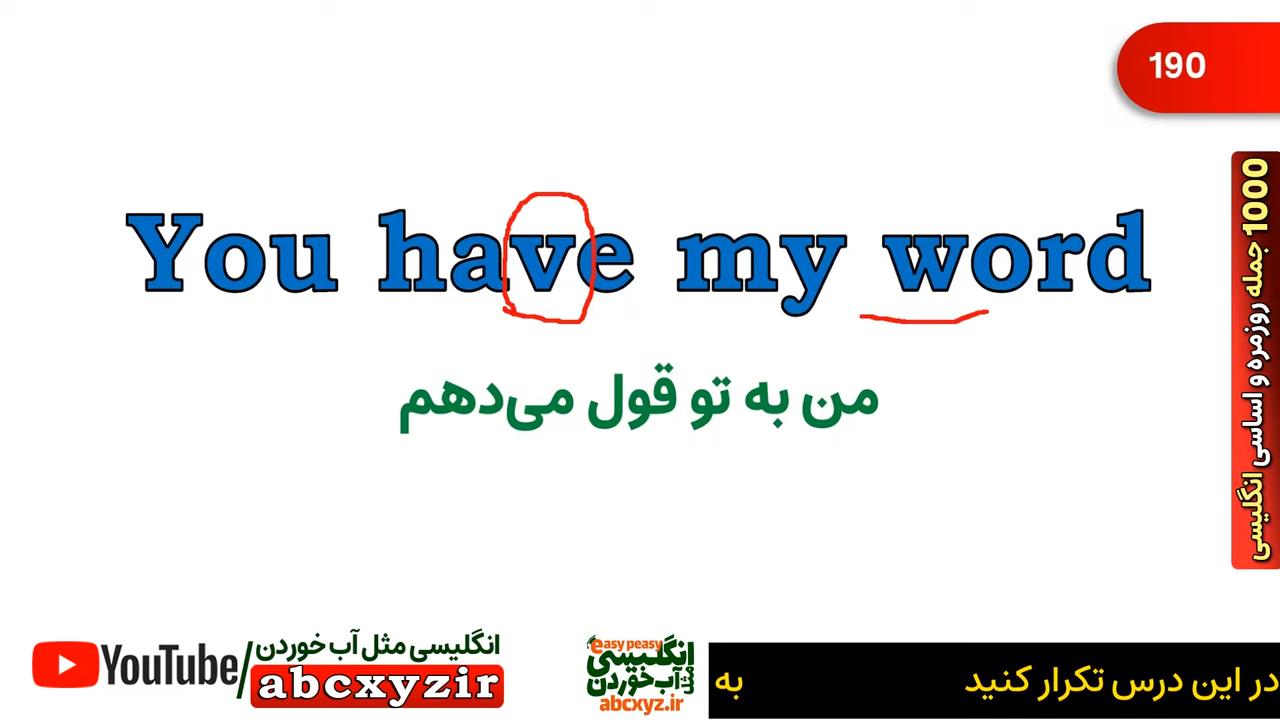 190
You have my word
من به تو قول می‌دهم
1000 جمله روزمره و اساسی انگلیسی
YouTube/
انگلیسی مثل آب خوردن
abcxyzir
easy peasy
انگلیسی
مثل
آب خوردن
abcxyz.ir
در این درس تکرار کنید به